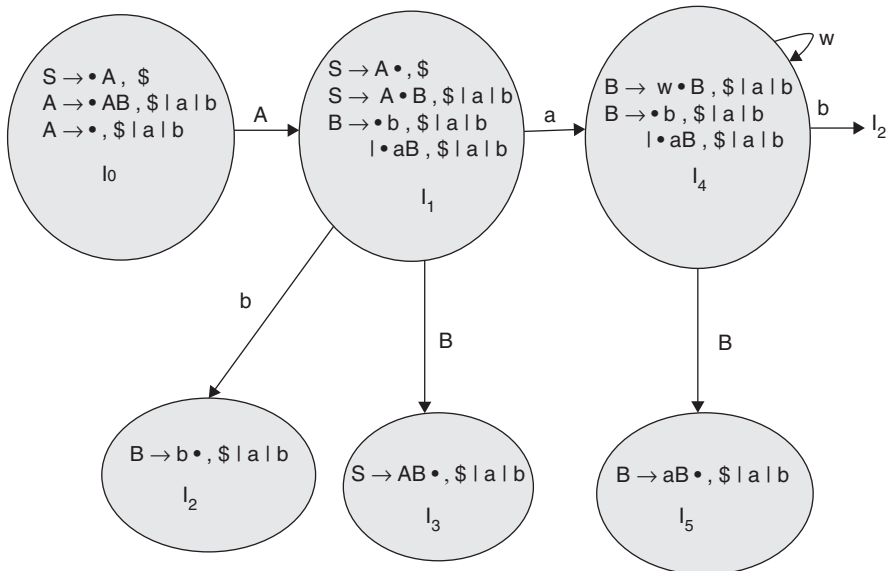 S → • A , $
A → • AB , $ | a | b
A → • , $ | a | b
I0
A
S → A • , $
S → A • B , $ | a | b
B → • b , $ | a | b
| • aB , $ | a | b
I₁
a
B → w • B , $ | a | b
B → • b , $ | a | b
| • aB , $ | a | b
I₄
w
b
I₂
b
B
B
B → b • , $ | a | b
I₂
S → AB • , $ | a | b
I₃
B → aB • , $ | a | b
I₅